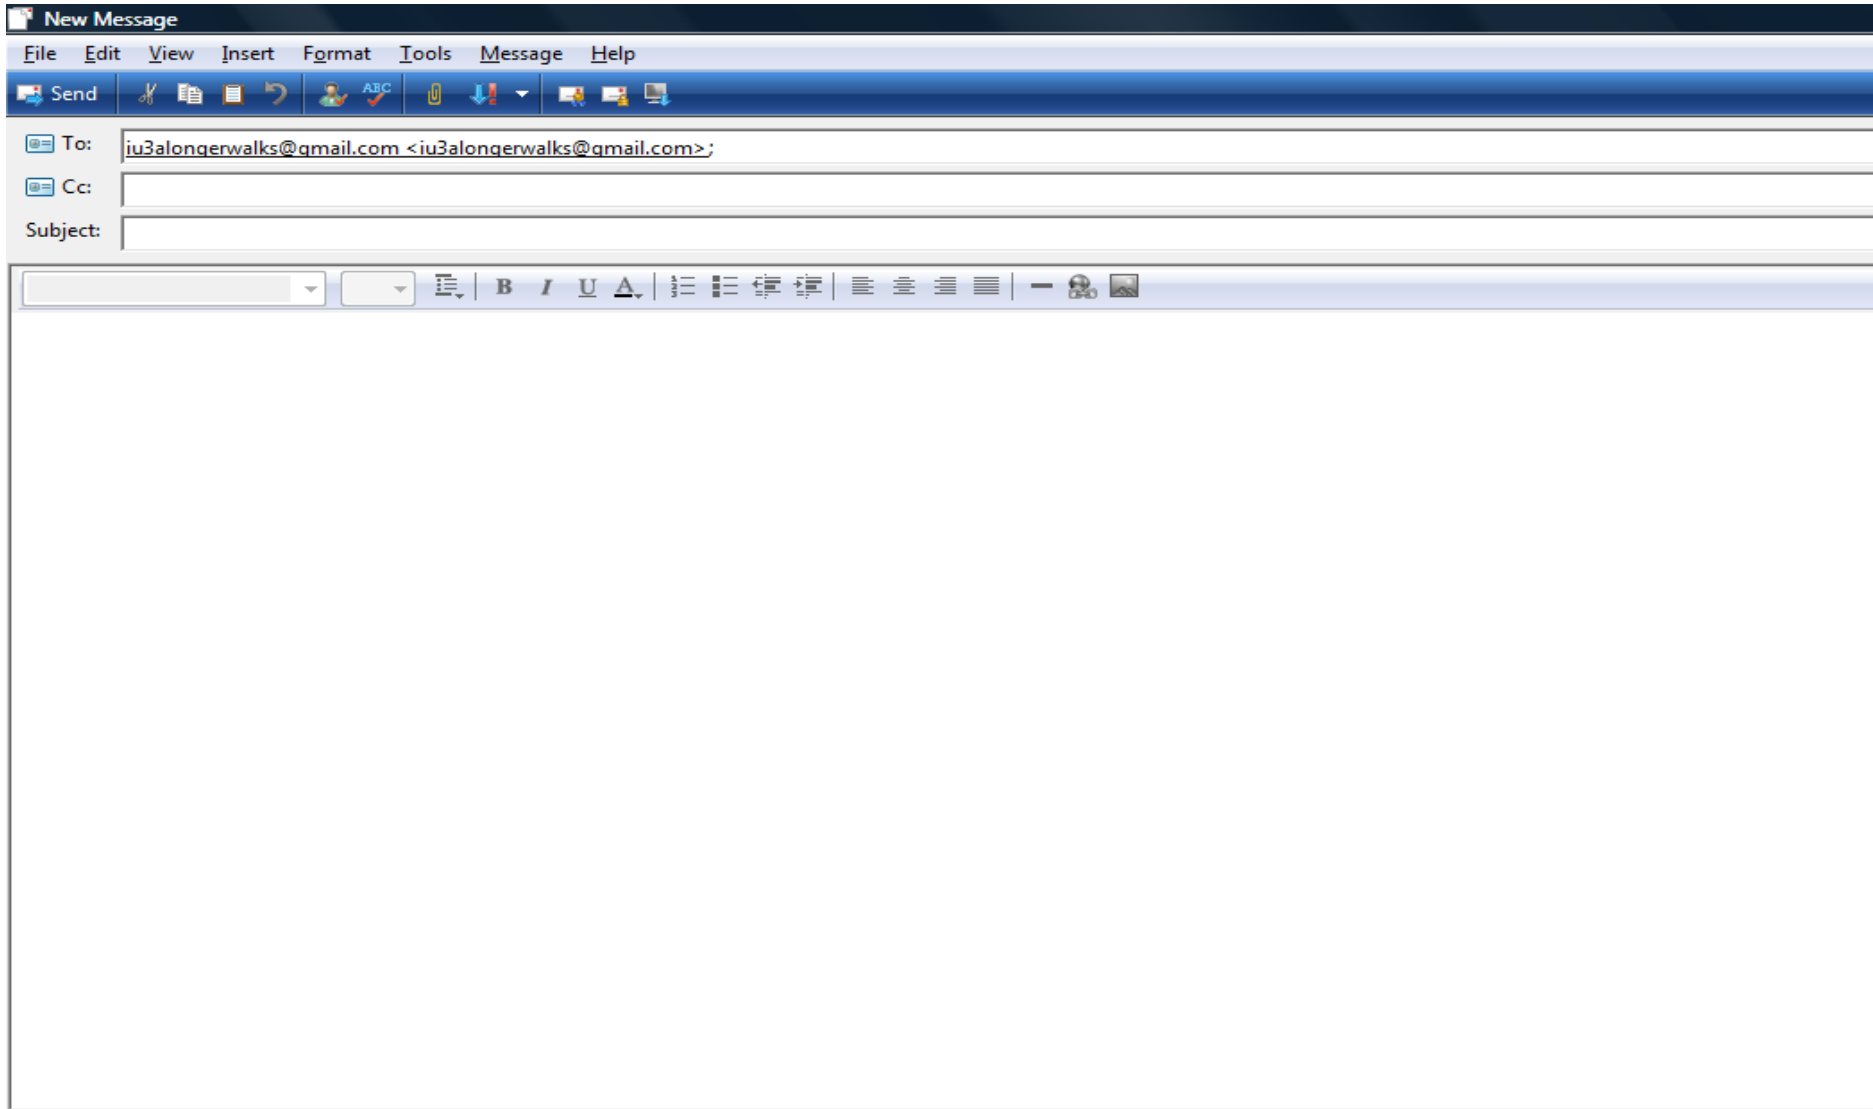 New Message
File Edit View Insert Format Tools Message Help
Send ABC
To: iu3alongerwalks@gmail.com <iu3alongerwalks@gmail.com>;
Cc:
Subject:
B I U A